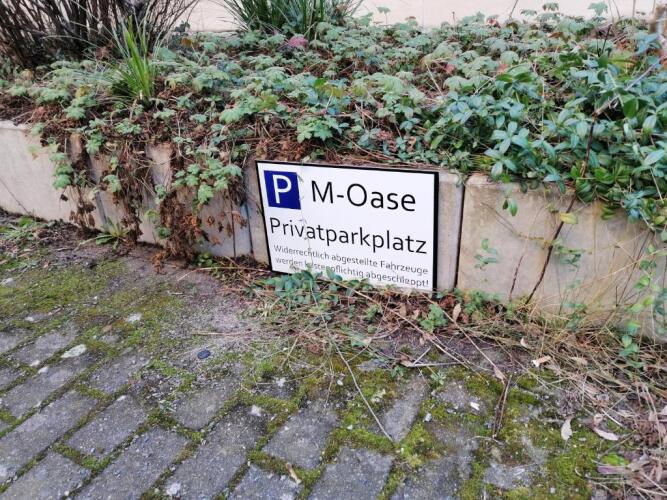 P M-Oase
Privatparkplatz
Widerrechtlich abgestellte Fahrzeuge
werden kostenpflichtig abgeschleppt!